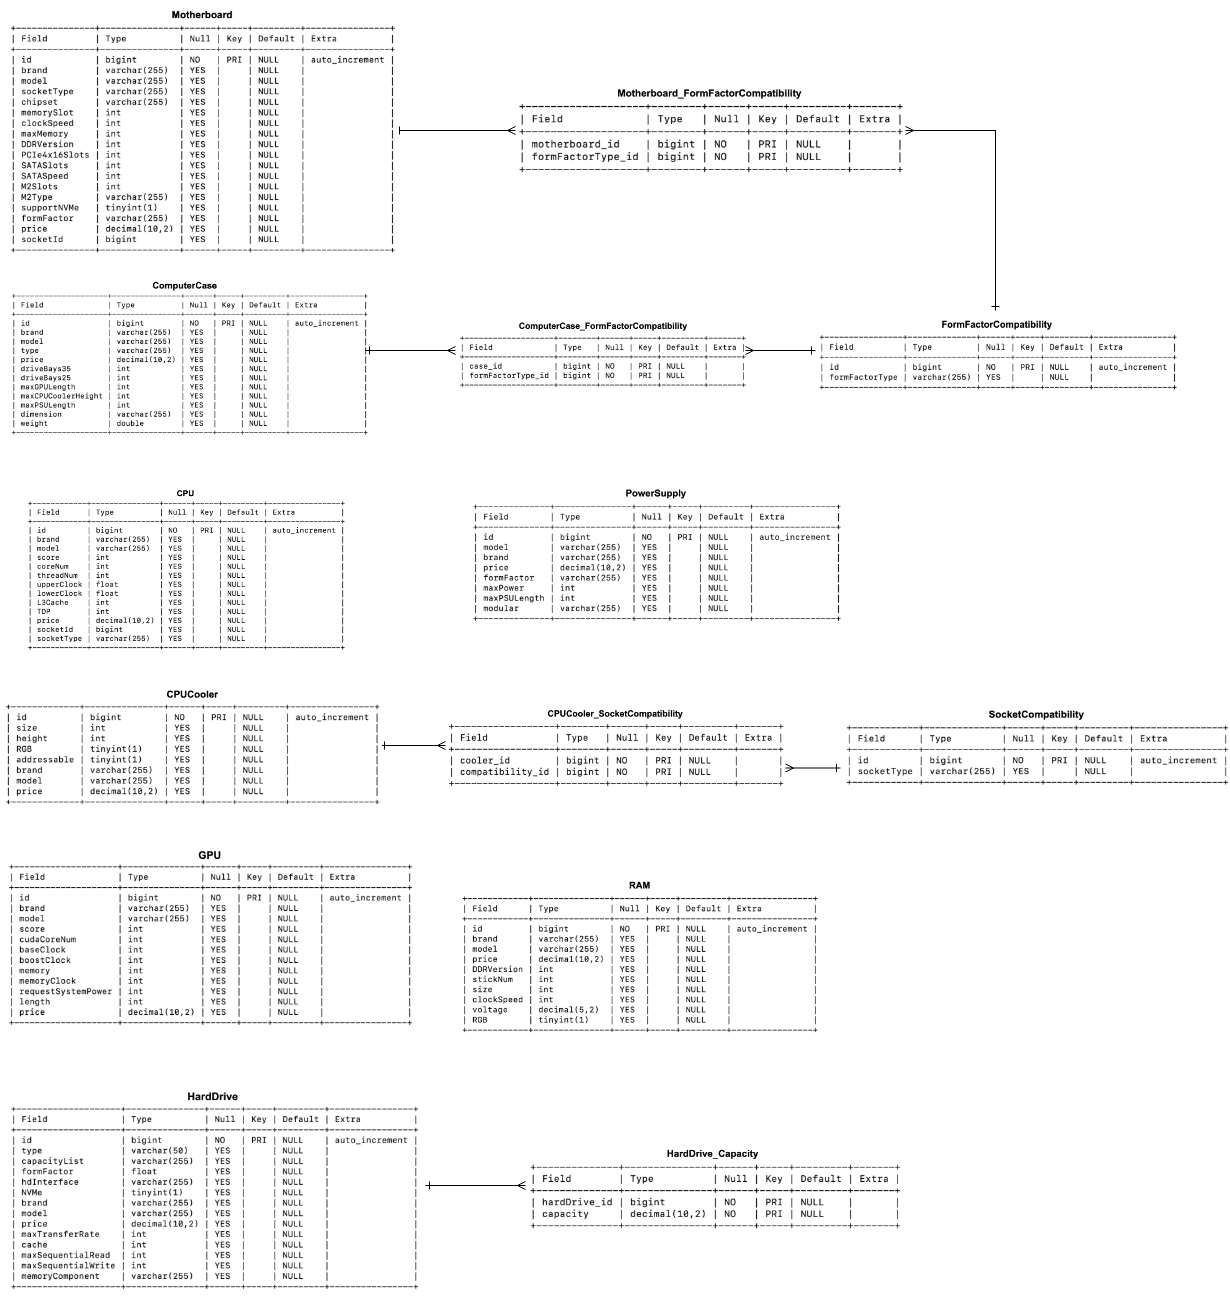 Motherboard
| Field | Type | Null | Key | Default | Extra |
| id | bigint | NO | PRI | NULL | auto_increment |
| brand | varchar(255) | YES | | NULL | |
| model | varchar(255) | YES | | NULL | |
| socketType | varchar(255) | YES | | NULL | |
| chipset | varchar(255) | YES | | NULL | |
| memorySlot | int | YES | | NULL | |
| clockSpeed | int | YES | | NULL | |
| maxMemory | int | YES | | NULL | |
| DDRVersion | int | YES | | NULL | |
| PCIe4x16Slots | int | YES | | NULL | |
| SATASlots | int | YES | | NULL | |
| SATASpeed | int | YES | | NULL | |
| M2Slots | int | YES | | NULL | |
| M2Type | varchar(255) | YES | | NULL | |
| supportNVMe | tinyint(1) | YES | | NULL | |
| formFactor | varchar(255) | YES | | NULL | |
| price | decimal(10,2) | YES | | NULL | |
| socketId | bigint | YES | | NULL | |
Motherboard_FormFactorCompatibility
| Field | Type | Null | Key | Default | Extra |
| motherboard_id | bigint | NO | PRI | NULL | |
| formFactorType_id | bigint | NO | PRI | NULL | |
ComputerCase
| Field | Type | Null | Key | Default | Extra |
| id | bigint | NO | PRI | NULL | auto_increment |
| brand | varchar(255) | YES | | NULL | |
| model | varchar(255) | YES | | NULL | |
| type | varchar(255) | YES | | NULL | |
| price | decimal(10,2) | YES | | NULL | |
| driveBays35 | int | YES | | NULL | |
| driveBays25 | int | YES | | NULL | |
| maxGPULength | int | YES | | NULL | |
| maxCPUCoolerHeight | int | YES | | NULL | |
| maxPSULength | int | YES | | NULL | |
| dimension | varchar(255) | YES | | NULL | |
| weight | double | YES | | NULL | |
ComputerCase_FormFactorCompatibility
| Field | Type | Null | Key | Default | Extra |
| case_id | bigint | NO | PRI | NULL | |
| formFactorType_id | bigint | NO | PRI | NULL | |
FormFactorCompatibility
| Field | Type | Null | Key | Default | Extra |
| id | bigint | NO | PRI | NULL | auto_increment |
| formFactorType | varchar(255) | YES | | NULL | |
CPU
| Field | Type | Null | Key | Default | Extra |
| id | bigint | NO | PRI | NULL | auto_increment |
| brand | varchar(255) | YES | | NULL | |
| model | varchar(255) | YES | | NULL | |
| score | int | YES | | NULL | |
| coreNum | int | YES | | NULL | |
| threadNum | int | YES | | NULL | |
| upperClock | float | YES | | NULL | |
| lowerClock | float | YES | | NULL | |
| L3Cache | int | YES | | NULL | |
| TDP | int | YES | | NULL | |
| price | decimal(10,2) | YES | | NULL | |
| socketId | bigint | YES | | NULL | |
| socketType | varchar(255) | YES | | NULL | |
PowerSupply
| Field | Type | Null | Key | Default | Extra |
| id | bigint | NO | PRI | NULL | auto_increment |
| model | varchar(255) | YES | | NULL | |
| brand | varchar(255) | YES | | NULL | |
| price | decimal(10,2) | YES | | NULL | |
| formFactor | varchar(255) | YES | | NULL | |
| maxPower | int | YES | | NULL | |
| maxPSULength | int | YES | | NULL | |
| modular | varchar(255) | YES | | NULL | |
CPUCooler
| id | bigint | NO | PRI | NULL | auto_increment |
| size | int | YES | | NULL | |
| height | int | YES | | NULL | |
| RGB | tinyint(1) | YES | | NULL | |
| addressable | tinyint(1) | YES | | NULL | |
| brand | varchar(255) | YES | | NULL | |
| model | varchar(255) | YES | | NULL | |
| price | decimal(10,2) | YES | | NULL | |
CPUCooler_SocketCompatibility
| Field | Type | Null | Key | Default | Extra |
| cooler_id | bigint | NO | PRI | NULL | |
| compatibility_id | bigint | NO | PRI | NULL | |
SocketCompatibility
| Field | Type | Null | Key | Default | Extra |
| id | bigint | NO | PRI | NULL | auto_increment |
| socketType | varchar(255) | YES | | NULL | |
GPU
| Field | Type | Null | Key | Default | Extra |
| id | bigint | NO | PRI | NULL | auto_increment |
| brand | varchar(255) | YES | | NULL | |
| model | varchar(255) | YES | | NULL | |
| score | int | YES | | NULL | |
| cudaCoreNum | int | YES | | NULL | |
| baseClock | int | YES | | NULL | |
| boostClock | int | YES | | NULL | |
| memory | int | YES | | NULL | |
| memoryClock | int | YES | | NULL | |
| requestSystemPower | int | YES | | NULL | |
| length | int | YES | | NULL | |
| price | decimal(10,2) | YES | | NULL | |
RAM
| Field | Type | Null | Key | Default | Extra |
| id | bigint | NO | PRI | NULL | auto_increment |
| brand | varchar(255) | YES | | NULL | |
| model | varchar(255) | YES | | NULL | |
| price | decimal(10,2) | YES | | NULL | |
| DDRVersion | int | YES | | NULL | |
| stickNum | int | YES | | NULL | |
| size | int | YES | | NULL | |
| clockSpeed | int | YES | | NULL | |
| voltage | decimal(5,2) | YES | | NULL | |
| RGB | tinyint(1) | YES | | NULL | |
HardDrive
| Field | Type | Null | Key | Default | Extra |
| id | bigint | NO | PRI | NULL | auto_increment |
| type | varchar(50) | YES | | NULL | |
| capacityList | varchar(255) | YES | | NULL | |
| formFactor | float | YES | | NULL | |
| hdInterface | varchar(255) | YES | | NULL | |
| NVMe | tinyint(1) | YES | | NULL | |
| brand | varchar(255) | YES | | NULL | |
| model | varchar(255) | YES | | NULL | |
| price | decimal(10,2) | YES | | NULL | |
| maxTransferRate | int | YES | | NULL | |
| cache | int | YES | | NULL | |
| maxSequentialRead | int | YES | | NULL | |
| maxSequentialWrite | int | YES | | NULL | |
| memoryComponent | varchar(255) | YES | | NULL | |
HardDrive_Capacity
| Field | Type | Null | Key | Default | Extra |
| hardDrive_id | bigint | NO | PRI | NULL | |
| capacity | decimal(10,2) | NO | PRI | NULL | |